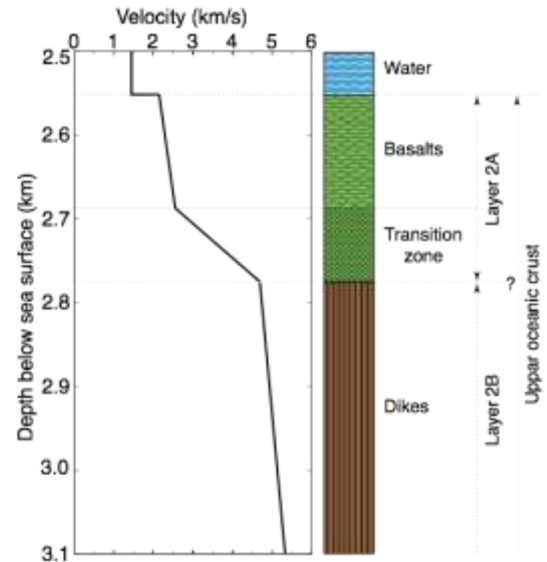 Velocity (km/s)
0 1 2 3 4 5 6
2.5
2.6
2.7
2.8
2.9
3.0
3.1
Depth below sea surface (km)
Water
Basalts
Transition
zone
Dikes
Layer 2A
Layer 2B
?
Uppar oceanic crust